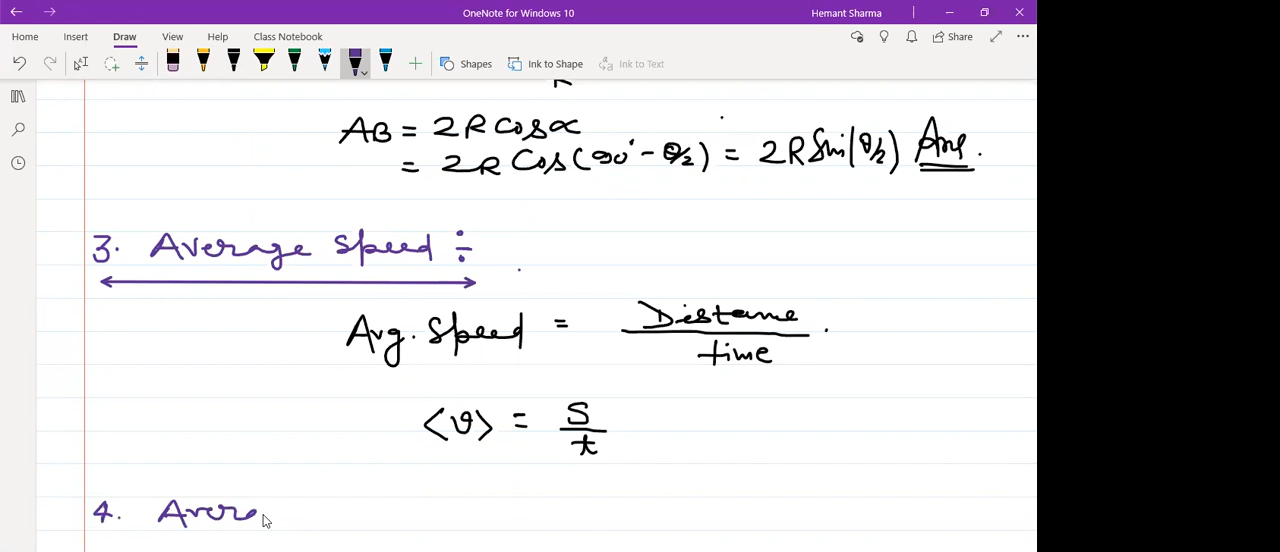 OneNote for Windows 10
Hemant Sharma
Home Insert Draw View Help Class Notebook
Share
Shapes Ink to Shape Ink to Text
R
AB = 2R Cos α
= 2R Cos(90° - θ/2) = 2R Sin(θ/2) Ans.
3. Average Speed ÷
Avg. Speed = Distance / time.
<v> = S / t
4. Avera